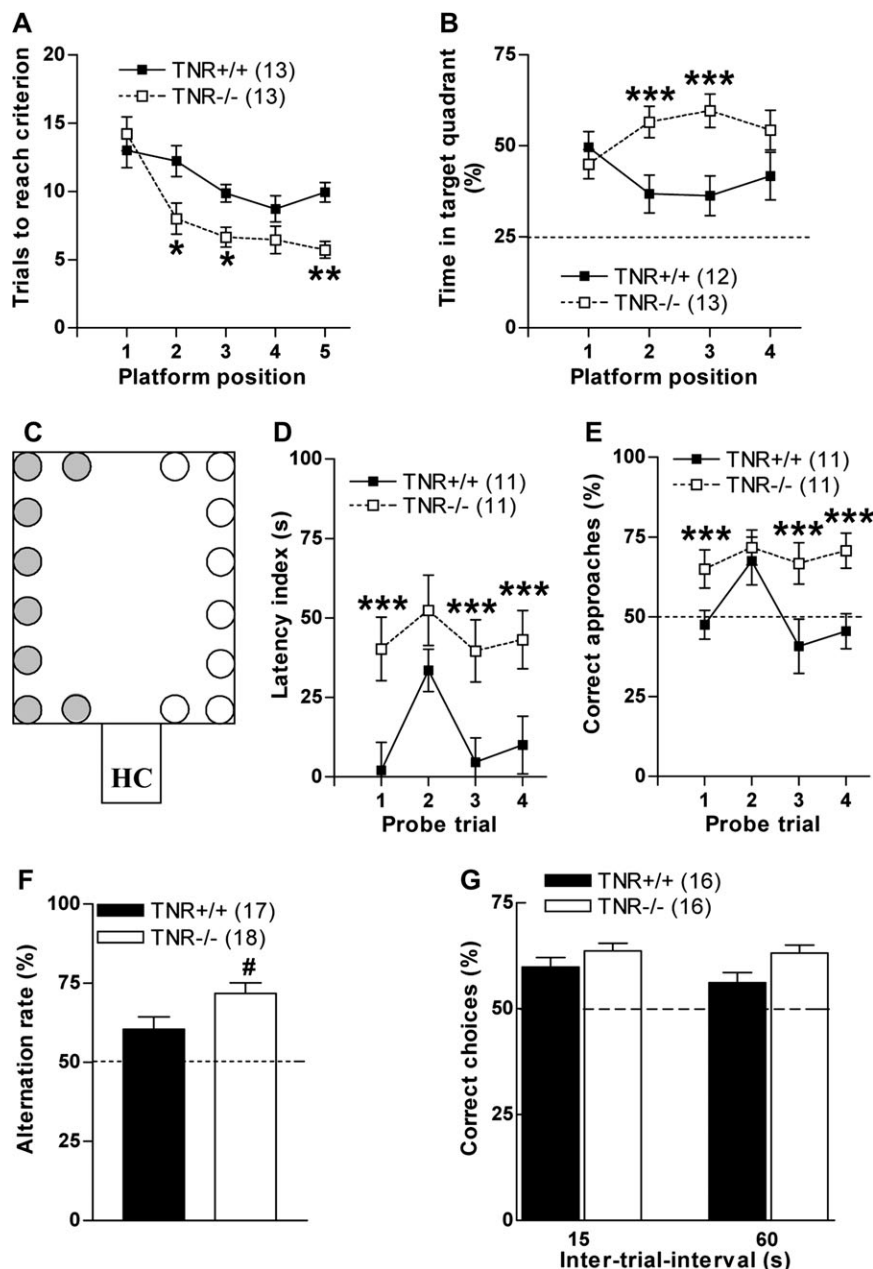 A
20
15
10
5
0
Trials to reach criterion
TNR+/+ (13)
TNR-/- (13)
*
*
**
1 2 3 4 5
Platform position
B
75
50
25
0
Time in target quadrant
(%)
***
***
TNR+/+ (12)
TNR-/- (13)
1 2 3 4
Platform position
C
HC
D
100
75
50
25
0
Latency index (s)
TNR+/+ (11)
TNR-/- (11)
***
***
***
1 2 3 4
Probe trial
E
100
75
50
25
0
Correct approaches (%)
TNR+/+ (11)
TNR-/- (11)
***
***
***
1 2 3 4
Probe trial
F
100
75
50
25
0
Alternation rate (%)
TNR+/+ (17)
TNR-/- (18)
#
G
75
50
25
0
Correct choices (%)
TNR+/+ (16)
TNR-/- (16)
15 60
Inter-trial-interval (s)